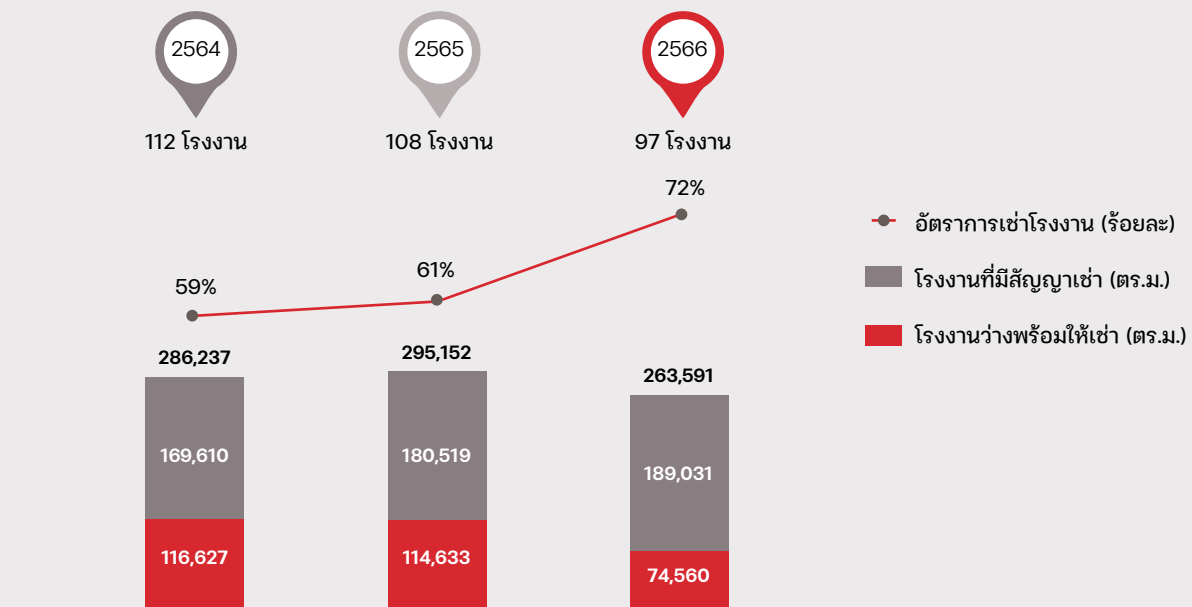 2564
2565
2566
112 โรงงาน
108 โรงงาน
97 โรงงาน
72%
61%
59%
อัตราการเช่าโรงงาน (ร้อยละ)
โรงงานที่มีสัญญาเช่า (ตร.ม.)
โรงงานว่างพร้อมให้เช่า (ตร.ม.)
286,237
295,152
263,591
169,610
180,519
189,031
116,627
114,633
74,560